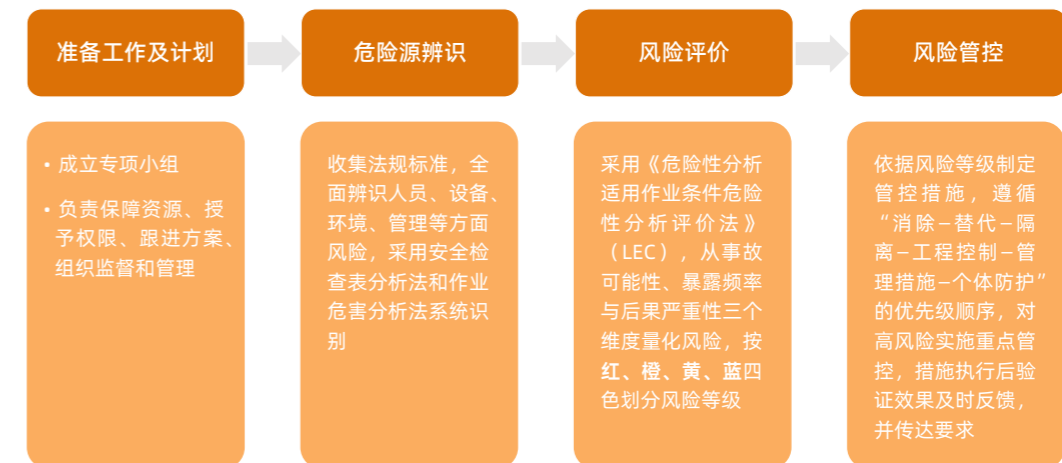 准备工作及计划
危险源辨识
风险评价
风险管控
• 成立专项小组
• 负责保障资源、授
予权限、跟进方案、
组织监督和管理
收集法规标准，全
面辨识人员、设备、
环境、管理等方面
风险，采用安全检
查表分析法和作业
危害分析法系统识
别
采用《危险性分析
适用作业条件危险
性分析评价法》
（LEC），从事故
可能性、暴露频率
与后果严重性三个
维度量化风险，按
红、橙、黄、蓝四
色划分风险等级
依据风险等级制定
管控措施，遵循
“消除–替代–隔
离–工程控制–管
理措施–个体防护”
的优先级顺序，对
高风险实施重点管
控，措施执行后验
证效果及时反馈，
并传达要求